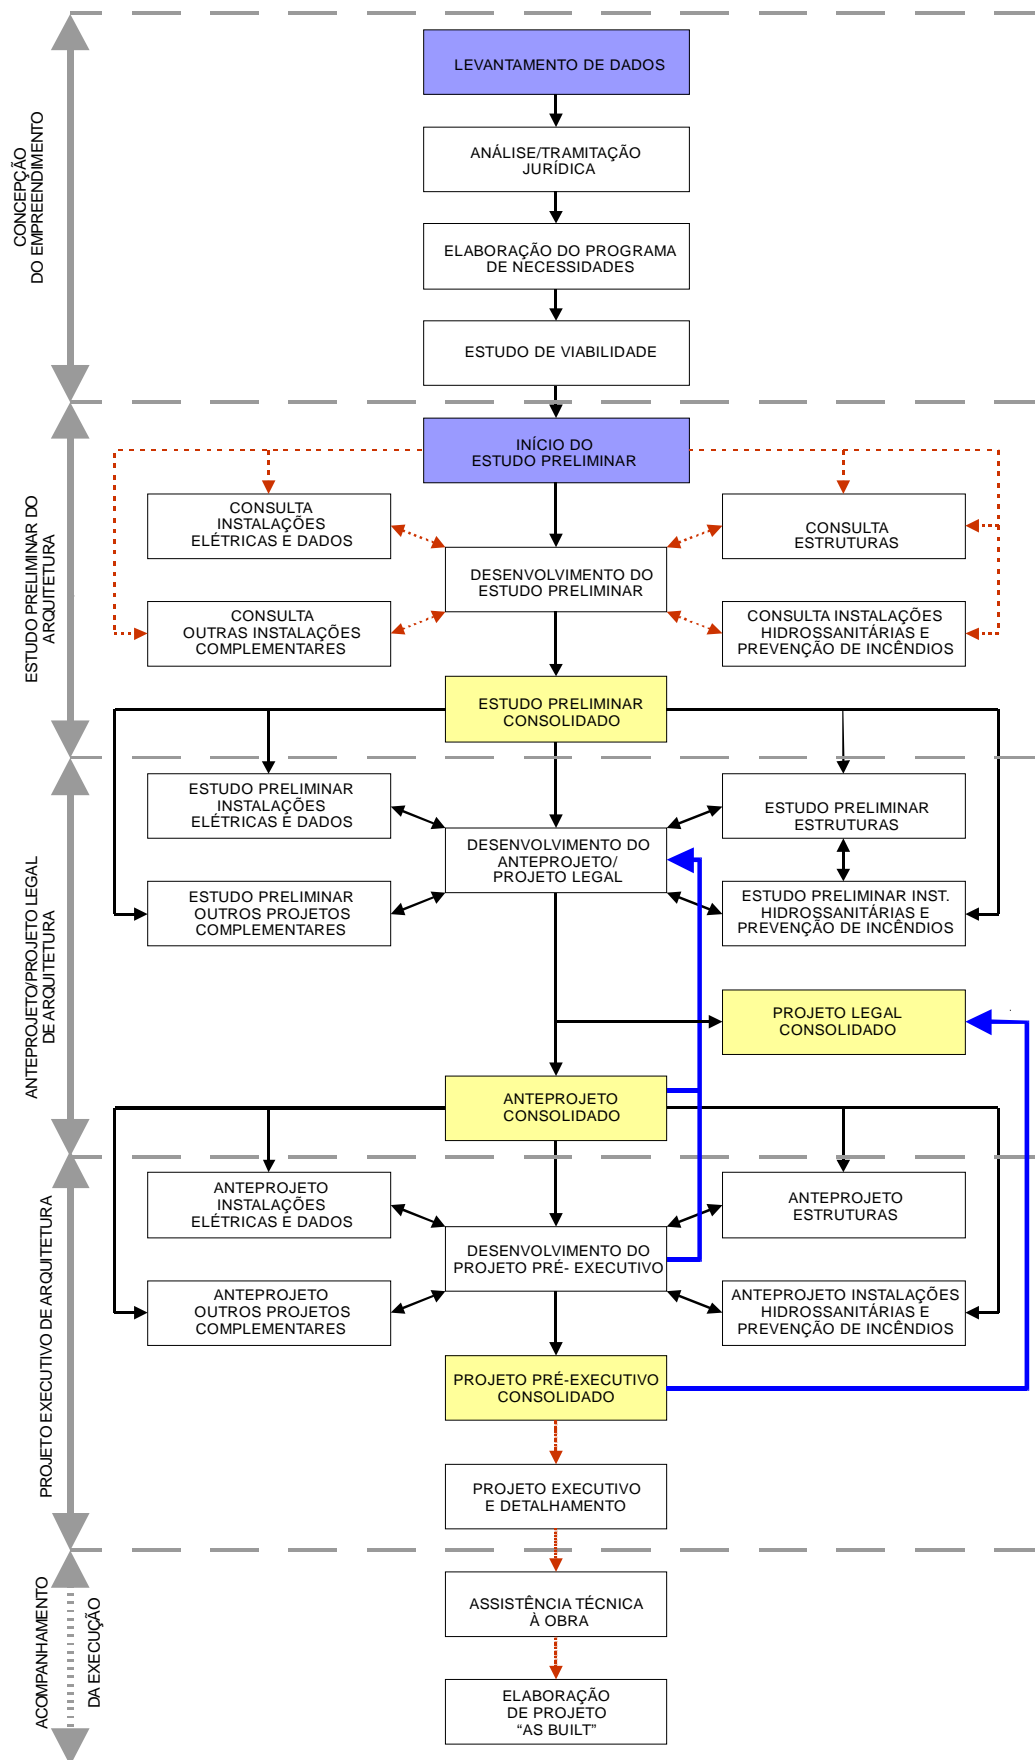 CONCEPÇÃO
DO EMPREENDIMENTO
LEVANTAMENTO DE DADOS
ANÁLISE/TRAMITAÇÃO
JURÍDICA
ELABORAÇÃO DO PROGRAMA
DE NECESSIDADES
ESTUDO DE VIABILIDADE
ESTUDO PRELIMINAR DO
ARQUITETURA
INÍCIO DO
ESTUDO PRELIMINAR
CONSULTA
INSTALAÇÕES
ELÉTRICAS E DADOS
CONSULTA
ESTRUTURAS
DESENVOLVIMENTO DO
ESTUDO PRELIMINAR
CONSULTA
OUTRAS INSTALAÇÕES
COMPLEMENTARES
CONSULTA INSTALAÇÕES
HIDROSSANITÁRIAS E
PREVENÇÃO DE INCÊNDIOS
ESTUDO PRELIMINAR
CONSOLIDADO
ANTEPROJETO/PROJETO LEGAL
DE ARQUITETURA
ESTUDO PRELIMINAR
INSTALAÇÕES
ELÉTRICAS E DADOS
ESTUDO PRELIMINAR
ESTRUTURAS
DESENVOLVIMENTO DO
ANTEPROJETO/
PROJETO LEGAL
ESTUDO PRELIMINAR
OUTROS PROJETOS
COMPLEMENTARES
ESTUDO PRELIMINAR INST.
HIDROSSANITÁRIAS E
PREVENÇÃO DE INCÊNDIOS
PROJETO LEGAL
CONSOLIDADO
ANTEPROJETO
CONSOLIDADO
PROJETO EXECUTIVO DE ARQUITETURA
ANTEPROJETO
INSTALAÇÕES
ELÉTRICAS E DADOS
ANTEPROJETO
ESTRUTURAS
DESENVOLVIMENTO DO
PROJETO PRÉ- EXECUTIVO
ANTEPROJETO
OUTROS PROJETOS
COMPLEMENTARES
ANTEPROJETO INSTALAÇÕES
HIDROSSANITÁRIAS E
PREVENÇÃO DE INCÊNDIOS
PROJETO PRÉ-EXECUTIVO
CONSOLIDADO
PROJETO EXECUTIVO
E DETALHAMENTO
ACOMPANHAMENTO
DA EXECUÇÃO
ASSISTÊNCIA TÉCNICA
À OBRA
ELABORAÇÃO
DE PROJETO
“AS BUILT”